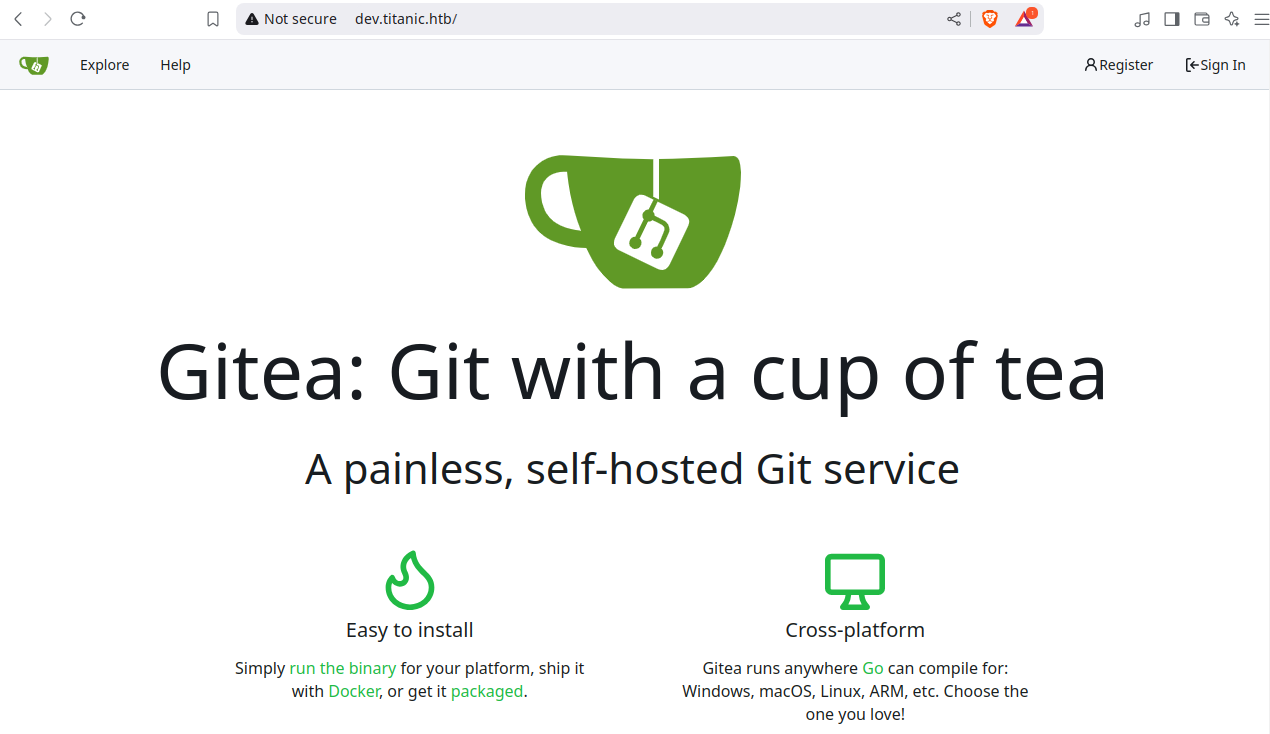 Not secure dev.titanic.htb/
Explore Help Register Sign In
Gitea: Git with a cup of tea
A painless, self-hosted Git service
Easy to install
Simply run the binary for your platform, ship it
with Docker, or get it packaged.
Cross-platform
Gitea runs anywhere Go can compile for:
Windows, macOS, Linux, ARM, etc. Choose the
one you love!